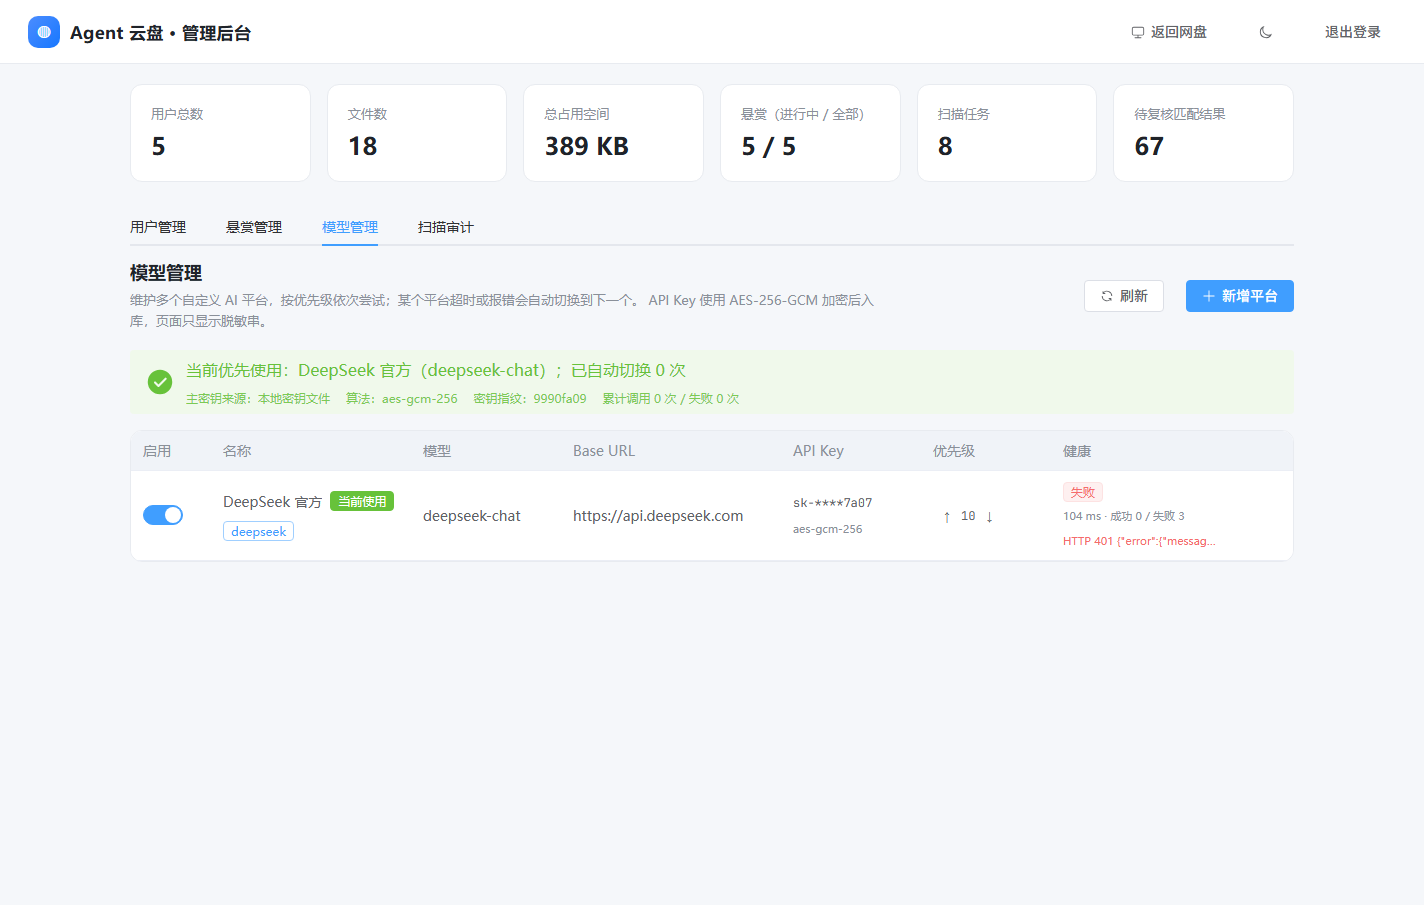 Agent 云盘 • 管理后台
返回网盘
退出登录
用户总数
5
文件数
18
总占用空间
389 KB
悬赏（进行中 / 全部）
5 / 5
扫描任务
8
待复核匹配结果
67
用户管理
悬赏管理
模型管理
扫描审计
模型管理
维护多个自定义 AI 平台，按优先级依次尝试；某个平台超时或报错会自动切换到下一个。 API Key 使用 AES-256-GCM 加密后入
库，页面只显示脱敏串。
刷新
新增平台
当前优先使用：DeepSeek 官方（deepseek-chat）；已自动切换 0 次
主密钥来源：本地密钥文件 算法：aes-gcm-256 密钥指纹：9990fa09 累计调用 0 次 / 失败 0 次
启用 名称 模型 Base URL API Key 优先级 健康
DeepSeek 官方 当前使用
deepseek
deepseek-chat
https://api.deepseek.com
sk-****7a07
aes-gcm-256
↑ 10 ↓
失败
104 ms · 成功 0 / 失败 3
HTTP 401 {"error":{"messag...